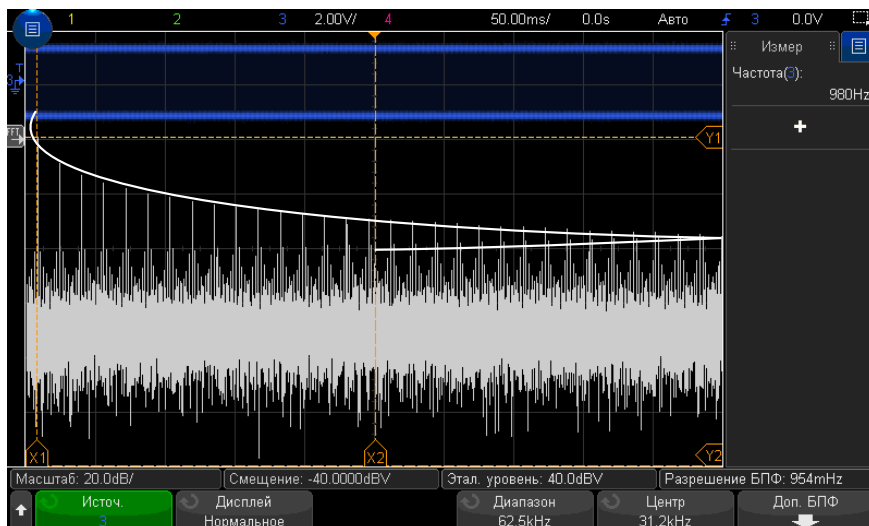 1 2 3 2.00V/ 4 50.00ms/ 0.0s Авто 3 0.0V
Измер
Частота(3):
980Hz
3
T
FFT
Y1
X1 X2 Y2
Масштаб: 20.0dB/ Смещение: -40.0000dBV Этал. уровень: 40.0dBV Разрешение БПФ: 954mHz
Источ. Дисплей Диапазон Центр Доп. БПФ
3 Нормальное 62.5kHz 31.2kHz